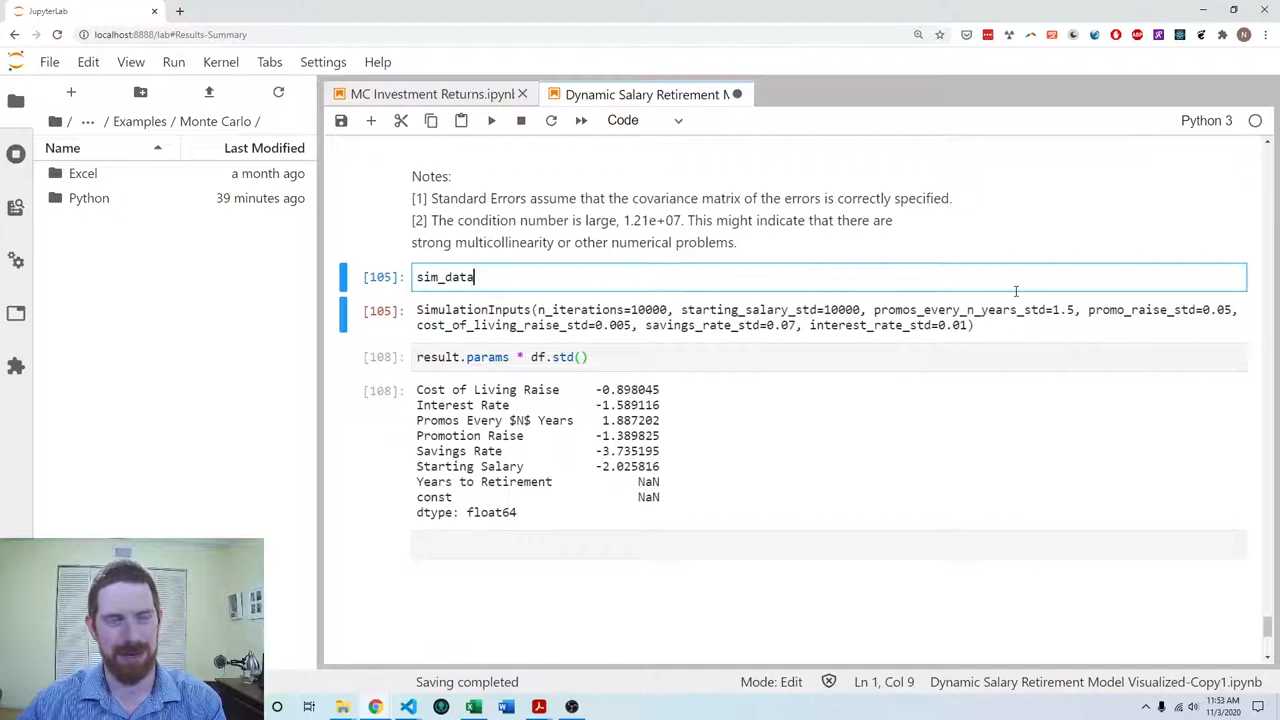 JupyterLab
localhost:8888/lab#Results-Summary
N
File Edit View Run Kernel Tabs Settings Help
MC Investment Returns.ipynl
Dynamic Salary Retirement M
/ ... / Examples / Monte Carlo /
Code
Python 3
Name Last Modified
Excel a month ago
Python 39 minutes ago
Notes:
[1] Standard Errors assume that the covariance matrix of the errors is correctly specified.
[2] The condition number is large, 1.21e+07. This might indicate that there are
strong multicollinearity or other numerical problems.
[105]: sim_data
[105]: SimulationInputs(n_iterations=10000, starting_salary_std=10000, promos_every_n_years_std=1.5, promo_raise_std=0.05,
cost_of_living_raise_std=0.005, savings_rate_std=0.07, interest_rate_std=0.01)
[108]: result.params * df.std()
[108]: Cost of Living Raise -0.898045
Interest Rate -1.589116
Promos Every $N$ Years 1.887202
Promotion Raise -1.389825
Savings Rate -3.735195
Starting Salary -2.025816
Years to Retirement NaN
const NaN
dtype: float64
Saving completed
Mode: Edit
Ln 1, Col 9
Dynamic Salary Retirement Model Visualized-Copy1.ipynb
11:53 AM
11/3/2020